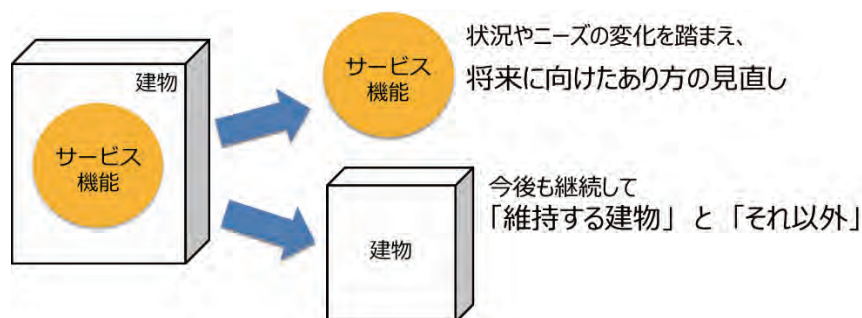 建物
サービス
機能
サービス
機能
状況やニーズの変化を踏まえ、
将来に向けたあり方の見直し
建物
今後も継続して
「維持する建物」と「それ以外」